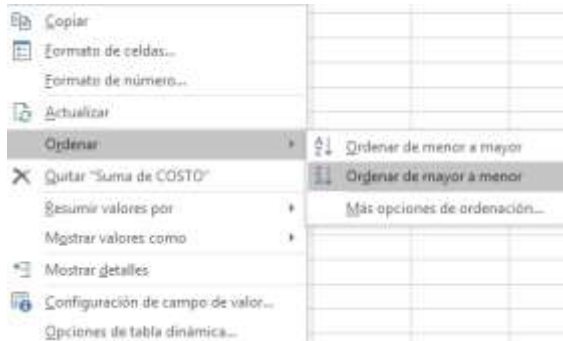 Copiar
Formato de celdas...
Formato de número...
Actualizar
Ordenar
Ordenar de menor a mayor
Quitar "Suma de COSTO"
Ordenar de mayor a menor
Resumir valores por
Más opciones de ordenación...
Mostrar valores como
Mostrar detalles
Configuración de campo de valor...
Opciones de tabla dinámica...